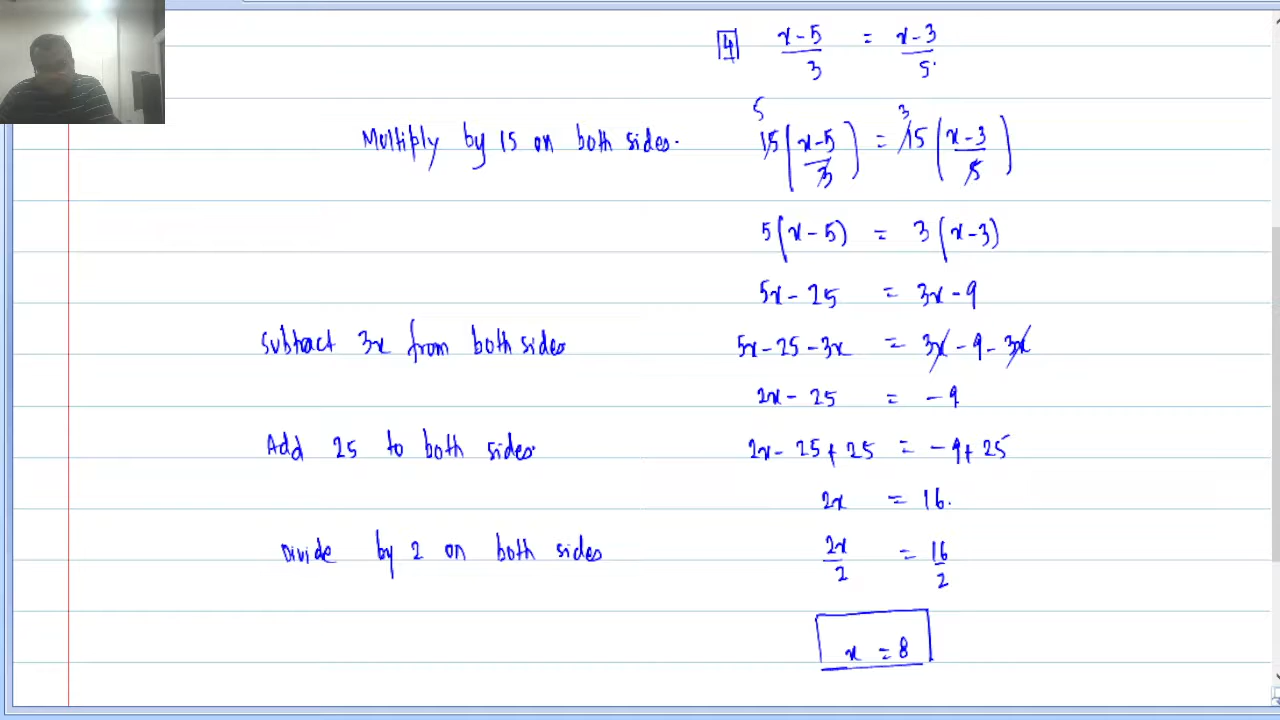 4 x-5/3 = x-3/5
Multiply by 15 on both sides. 5 15(x-5/3) = 3 15(x-3/5)
5(x-5) = 3(x-3)
5x-25 = 3x-9
Subtract 3x from both sides 5x-25-3x = 3x-9-3x
2x-25 = -9
Add 25 to both sides. 2x-25+25 = -9+25
2x = 16.
Divide by 2 on both sides 2x/2 = 16/2
x = 8